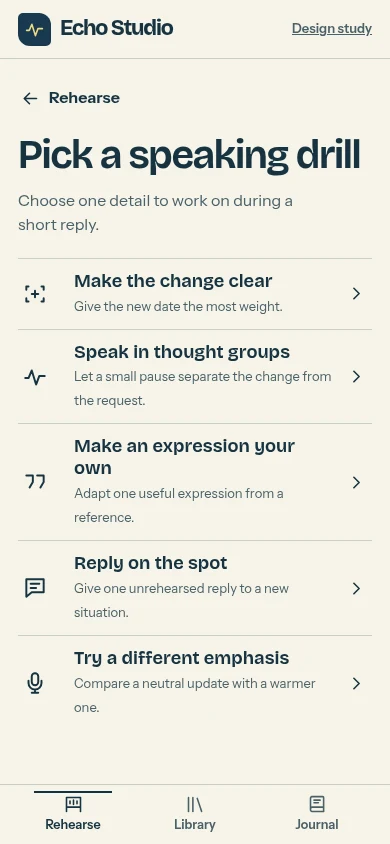 Echo Studio
Design study
Rehearse
Pick a speaking drill
Choose one detail to work on during a
short reply.
Make the change clear
Give the new date the most weight.
Speak in thought groups
Let a small pause separate the change from
the request.
Make an expression your
own
Adapt one useful expression from a
reference.
Reply on the spot
Give one unrehearsed reply to a new
situation.
Try a different emphasis
Compare a neutral update with a warmer
one.
Rehearse
Library
Journal